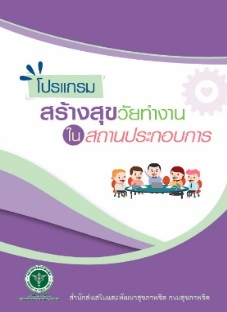 โปรแกรม
สร้างสุขวัยทำงาน
ใน สถานประกอบการ
สำนักส่งเสริมและพัฒนาสุขภาพจิต กรมสุขภาพจิต